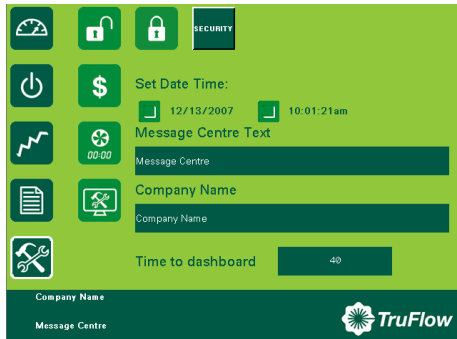 SECURITY
$
Set Date Time:
12/13/2007 10:01:21am
Message Centre Text
00:00
Message Centre
Company Name
Company Name
Time to dashboard 40
Company Name
Message Centre
TruFlow